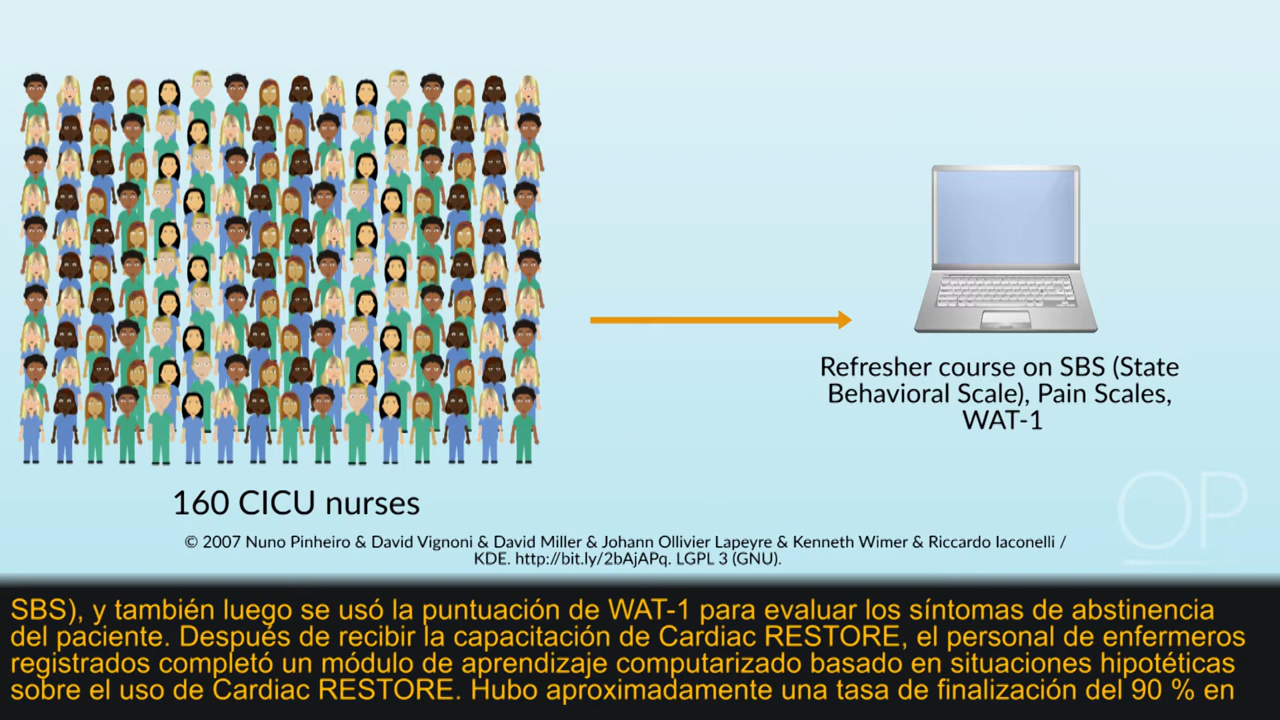 Refresher course on SBS (State
Behavioral Scale), Pain Scales,
WAT-1
160 CICU nurses
© 2007 Nuno Pinheiro & David Vignoni & David Miller & Johann Ollivier Lapeyre & Kenneth Wimer & Riccardo Iaconelli /
KDE. http://bit.ly/2bAjAPq. LGPL 3 (GNU).
OP
SBS), y también luego se usó la puntuación de WAT-1 para evaluar los síntomas de abstinencia
del paciente. Después de recibir la capacitación de Cardiac RESTORE, el personal de enfermeros
registrados completó un módulo de aprendizaje computarizado basado en situaciones hipotéticas
sobre el uso de Cardiac RESTORE. Hubo aproximadamente una tasa de finalización del 90 % en